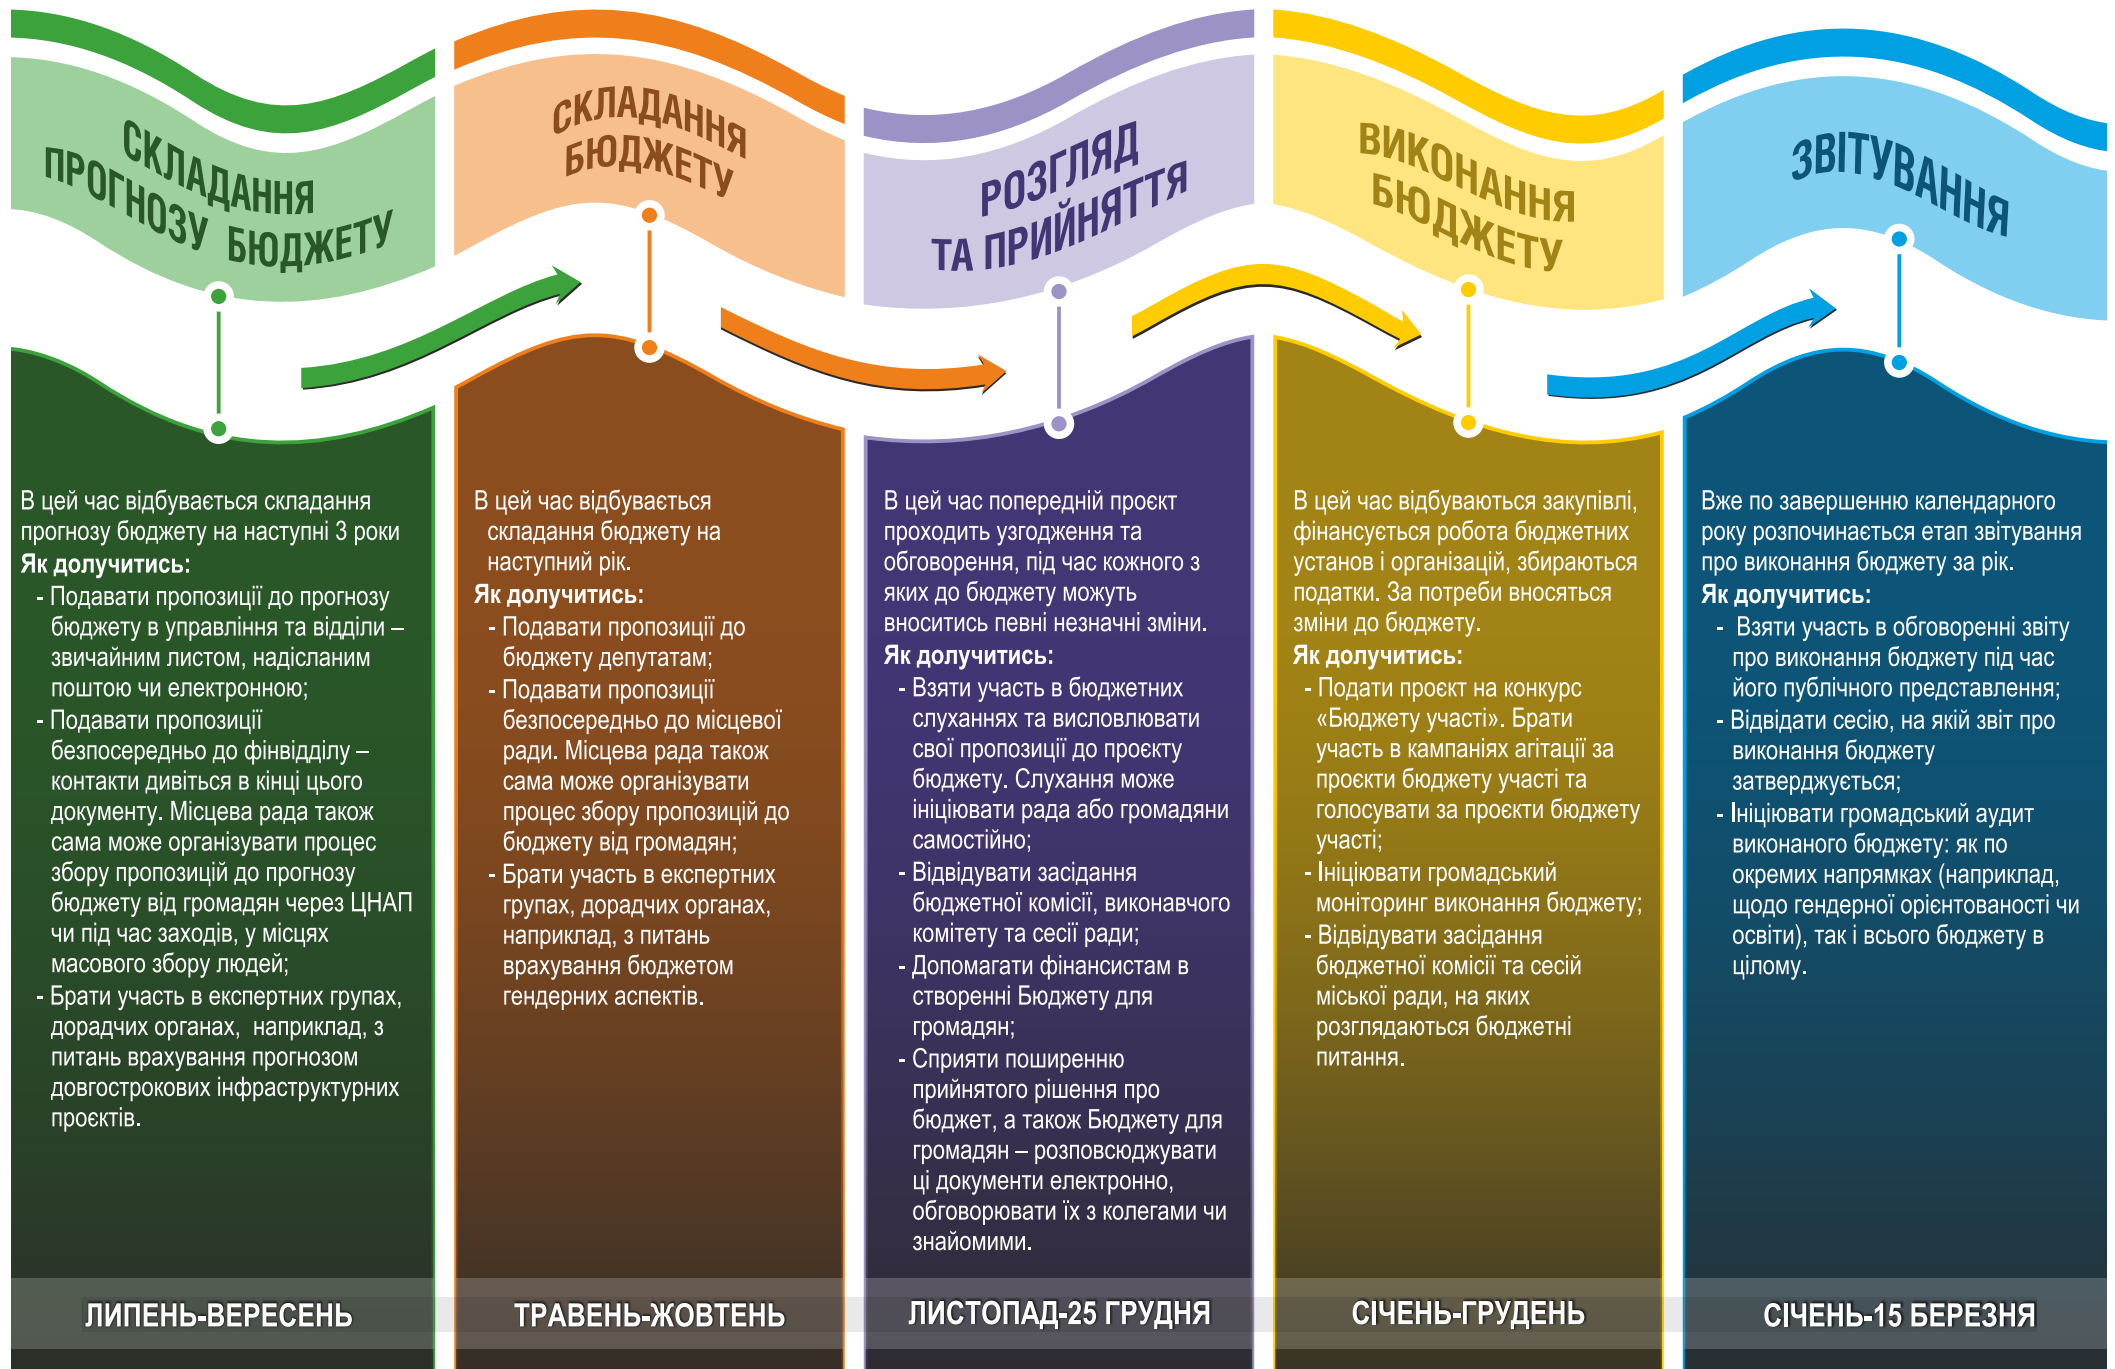 СКЛАДАННЯ
ПРОГНОЗУ БЮДЖЕТУ
В цей час відбувається складання
прогнозу бюджету на наступні 3 роки
Як долучитись:
- Подавати пропозиції до прогнозу
бюджету в управління та відділи –
звичайним листом, надісланим
поштою чи електронною;
- Подавати пропозиції
безпосередньо до фінвідділу –
контакти дивіться в кінці цього
документу. Місцева рада також
сама може організувати процес
збору пропозицій до прогнозу
бюджету від громадян через ЦНАП
чи під час заходів, у місцях
масового збору людей;
- Брати участь в експертних групах,
дорадчих органах, наприклад, з
питань врахування прогнозом
довгострокових інфраструктурних
проєктів.
ЛИПЕНЬ-ВЕРЕСЕНЬ
СКЛАДАННЯ
БЮДЖЕТУ
В цей час відбувається
складання бюджету на
наступний рік.
Як долучитись:
- Подавати пропозиції до
бюджету депутатам;
- Подавати пропозиції
безпосередньо до місцевої
ради. Місцева рада також
сама може організувати
процес збору пропозицій до
бюджету від громадян;
- Брати участь в експертних
групах, дорадчих органах,
наприклад, з питань
врахування бюджетом
гендерних аспектів.
ТРАВЕНЬ-ЖОВТЕНЬ
РОЗГЛЯД
ТА ПРИЙНЯТТЯ
В цей час попередній проєкт
проходить узгодження та
обговорення, під час кожного з
яких до бюджету можуть
вноситись певні незначні зміни.
Як долучитись:
- Взяти участь в бюджетних
слуханнях та висловлювати
свої пропозиції до проєкту
бюджету. Слухання може
ініціювати рада або громадяни
самостійно;
- Відвідувати засідання
бюджетної комісії, виконавчого
комітету та сесії ради;
- Допомагати фінансистам в
створенні Бюджету для
громадян;
- Сприяти поширенню
прийнятого рішення про
бюджет, а також Бюджету для
громадян – розповсюджувати
ці документи електронно,
обговорювати їх з колегами чи
знайомими.
ЛИСТОПАД-25 ГРУДНЯ
ВИКОНАННЯ
БЮДЖЕТУ
В цей час відбуваються закупівлі,
фінансується робота бюджетних
установ і організацій, збираються
податки. За потреби вносяться
зміни до бюджету.
Як долучитись:
- Подати проєкт на конкурс
«Бюджету участі». Брати
участь в кампаніях агітації за
проєкти бюджету участі та
голосувати за проєкти бюджету
участі;
- Ініціювати громадський
моніторинг виконання бюджету;
- Відвідувати засідання
бюджетної комісії та сесій
міської ради, на яких
розглядаються бюджетні
питання.
СІЧЕНЬ-ГРУДЕНЬ
ЗВІТУВАННЯ
Вже по завершенню календарного
року розпочинається етап звітування
про виконання бюджету за рік.
Як долучитись:
- Взяти участь в обговоренні звіту
про виконання бюджету під час
його публічного представлення;
- Відвідати сесію, на якій звіт про
виконання бюджету
затверджується;
- Ініціювати громадський аудит
виконаного бюджету: як по
окремих напрямках (наприклад,
щодо гендерної орієнтованості чи
освіти), так і всього бюджету в
цілому.
СІЧЕНЬ-15 БЕРЕЗНЯ